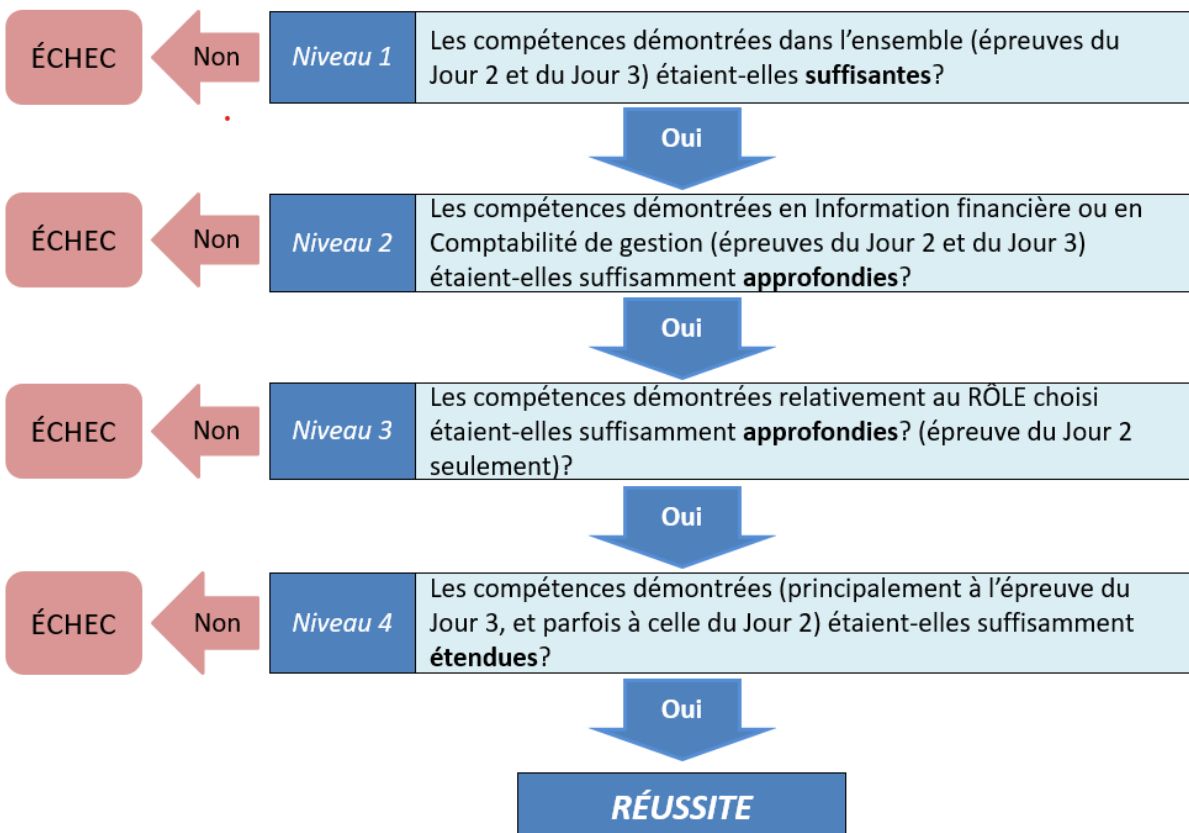 ÉCHEC
Non
Niveau 1
Les compétences démontrées dans l’ensemble (épreuves du
Jour 2 et du Jour 3) étaient-elles suffisantes?
Oui
ÉCHEC
Non
Niveau 2
Les compétences démontrées en Information financière ou en
Comptabilité de gestion (épreuves du Jour 2 et du Jour 3)
étaient-elles suffisamment approfondies?
Oui
ÉCHEC
Non
Niveau 3
Les compétences démontrées relativement au RÔLE choisi
étaient-elles suffisamment approfondies? (épreuve du Jour 2
seulement)?
Oui
ÉCHEC
Non
Niveau 4
Les compétences démontrées (principalement à l’épreuve du
Jour 3, et parfois à celle du Jour 2) étaient-elles suffisamment
étendues?
Oui
RÉUSSITE